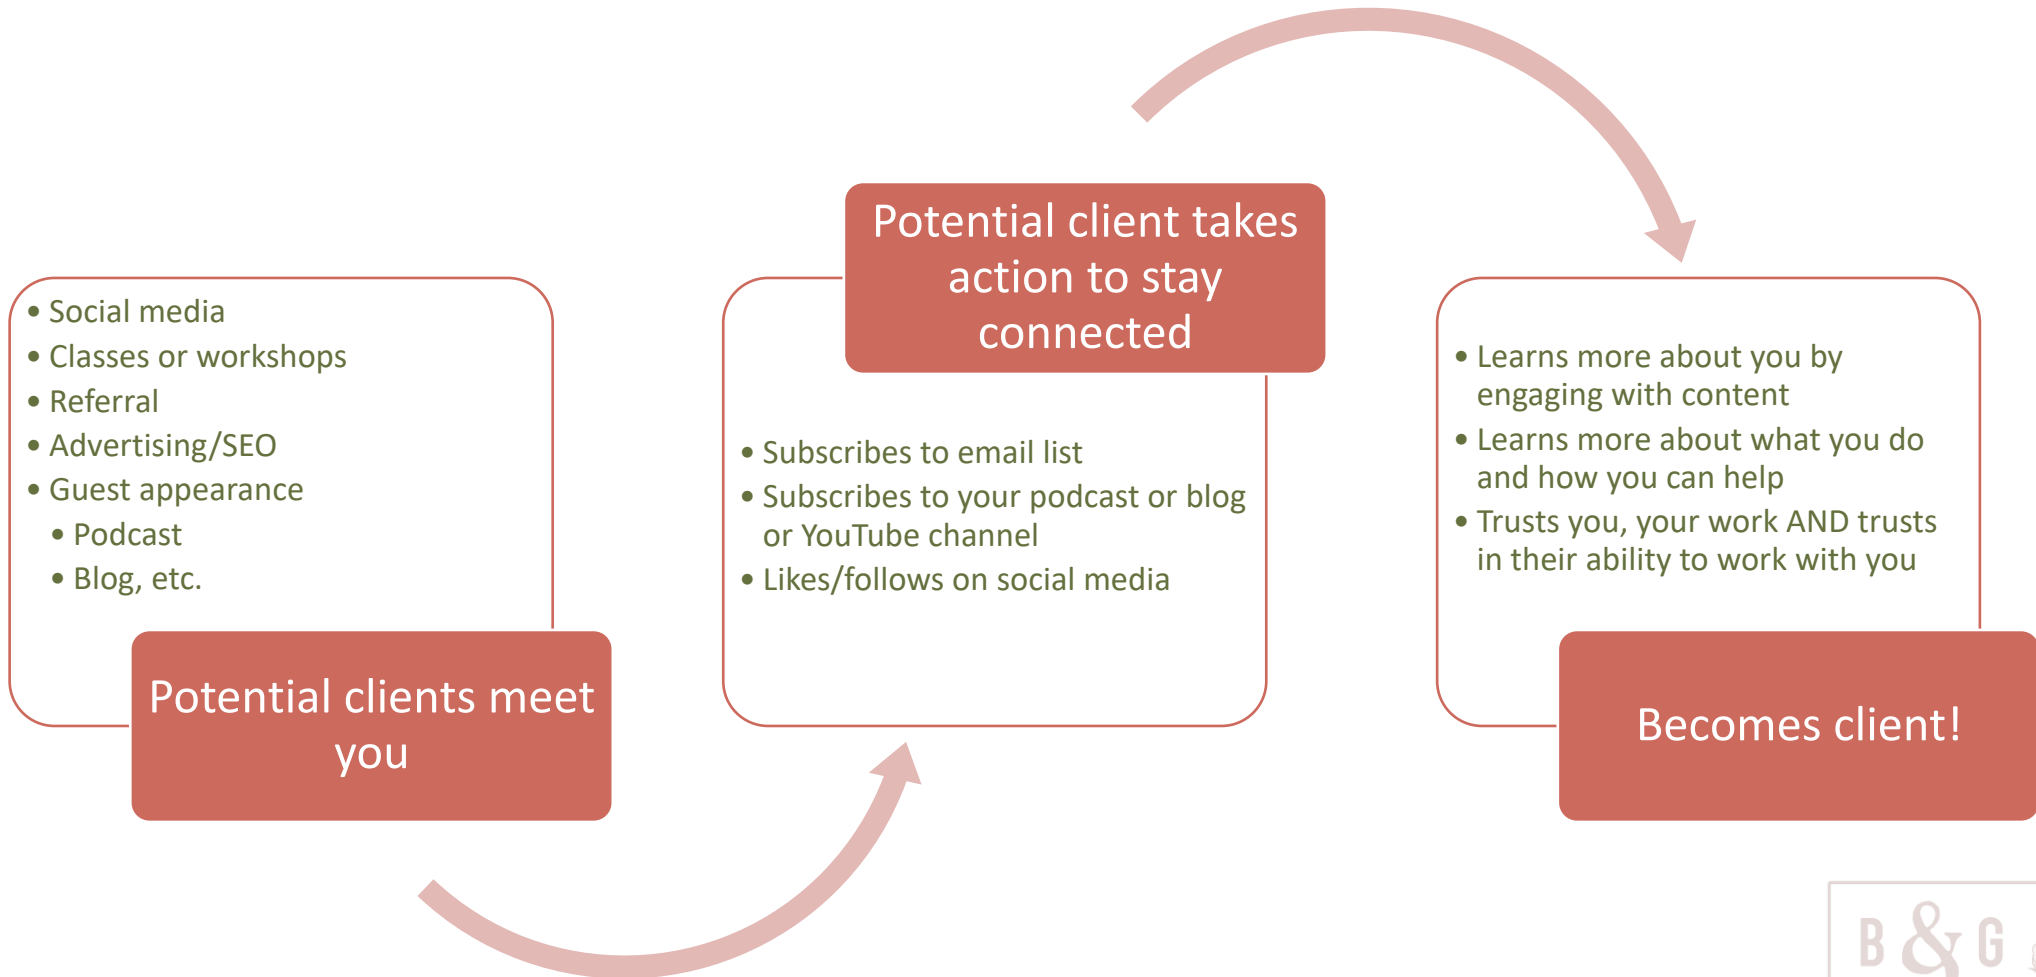 • Social media
• Classes or workshops
• Referral
• Advertising/SEO
• Guest appearance
• Podcast
• Blog, etc.
Potential clients meet
you
Potential client takes
action to stay
connected
• Subscribes to email list
• Subscribes to your podcast or blog
or YouTube channel
• Likes/follows on social media
• Learns more about you by
engaging with content
• Learns more about what you do
and how you can help
• Trusts you, your work AND trusts
in their ability to work with you
Becomes client!
B & G